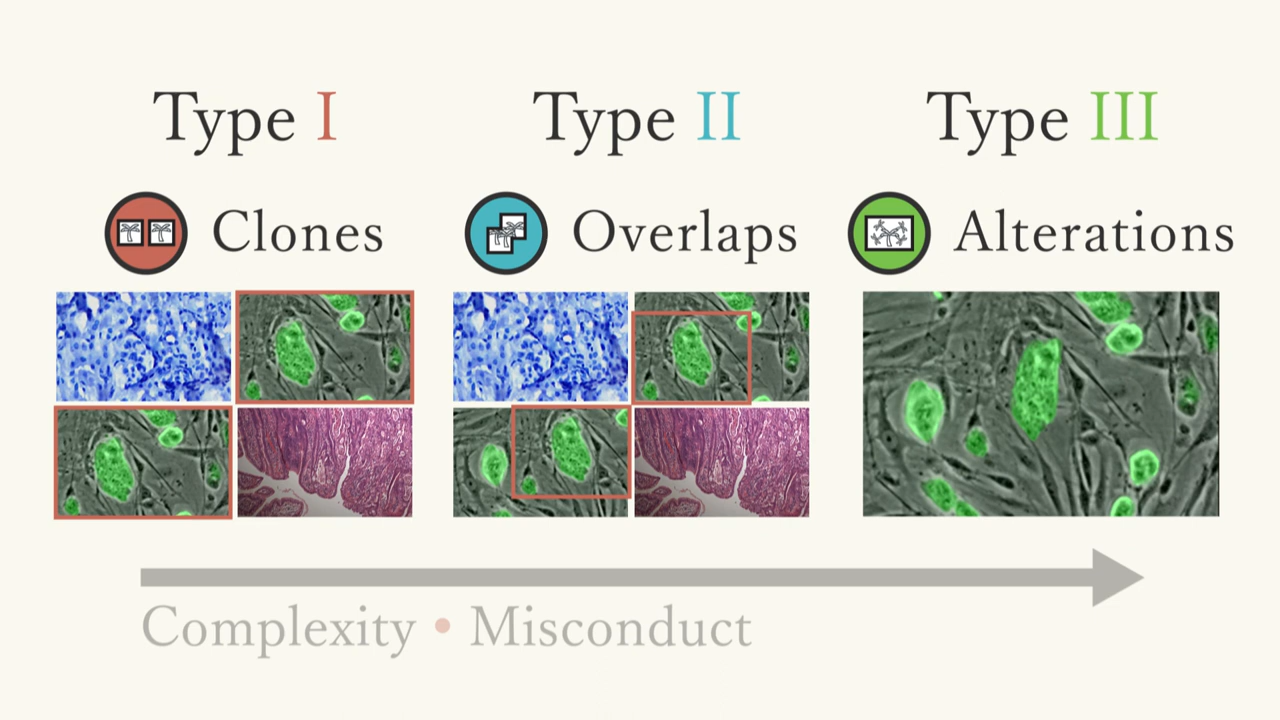 Type I
Type II
Type III
Clones
Overlaps
Alterations
Complexity • Misconduct